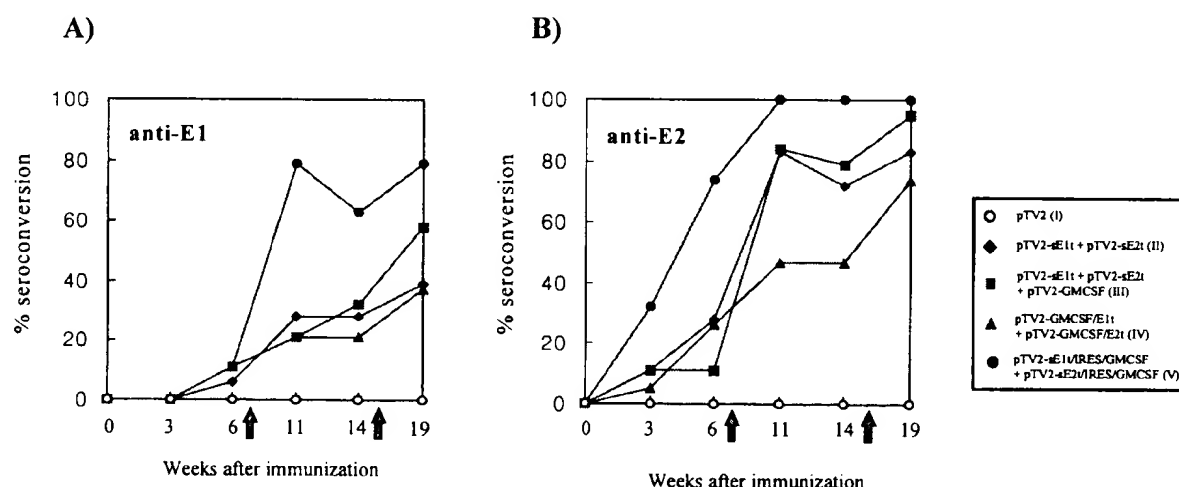 A)
B)
anti-E1
anti-E2
% seroconversion
100
80
60
40
20
0
0 3 6 11 14 19
Weeks after immunization
% seroconversion
100
80
60
40
20
0
0 3 6 11 14 19
Weeks after immunization
pTV2 (I)
pTV2-sE1t + pTV2-sE2t (II)
pTV2-sE1t + pTV2-sE2t
+ pTV2-GMCSF (III)
pTV2-GMCSF/E1t
+ pTV2-GMCSF/E2t (IV)
pTV2-sE1t/IRES/GMCSF
+ pTV2-sE2t/IRES/GMCSF (V)